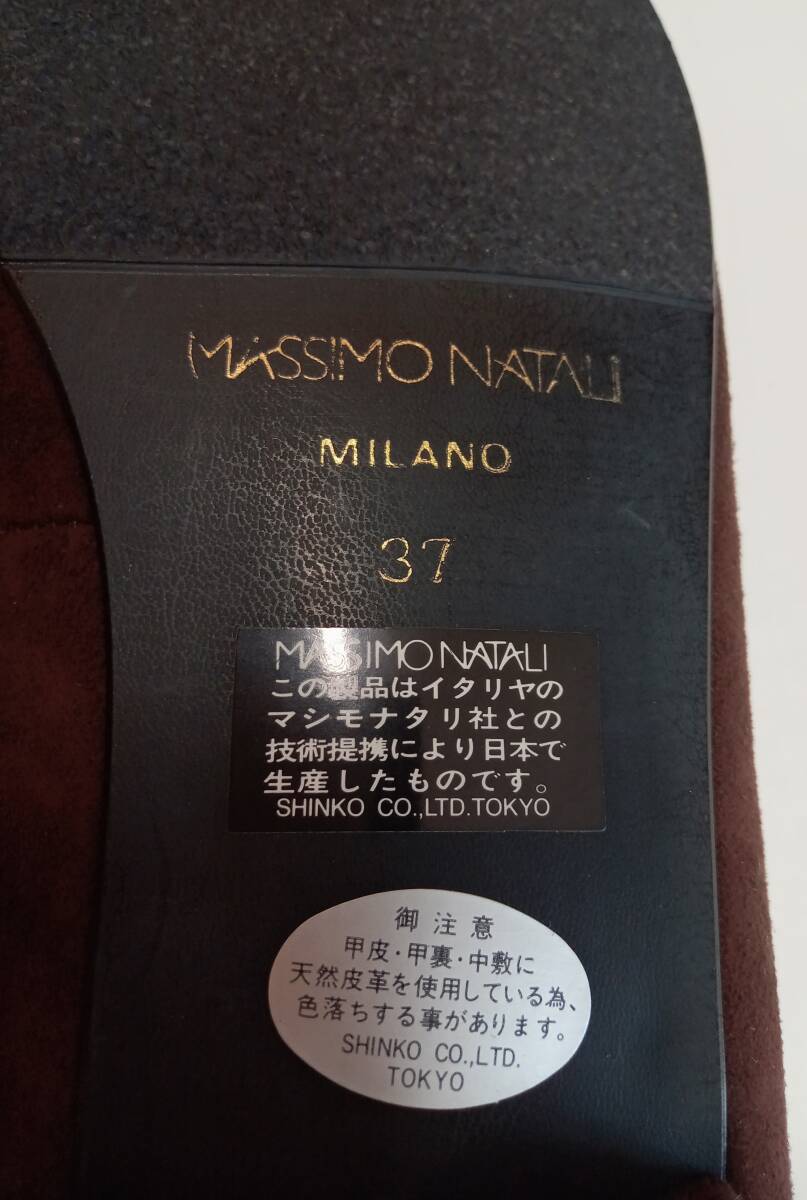 MASSIMO NATALI
MILANO
37
MASSIMO NATALI
この製品はイタリヤの
マシモナタリ社との
技術提携により日本で
生産したものです。
SHINKO CO.,LTD.TOKYO
御注意
甲皮・甲裏・中敷に
天然皮革を使用している為、
色落ちする事があります。
SHINKO CO.,LTD.
TOKYO